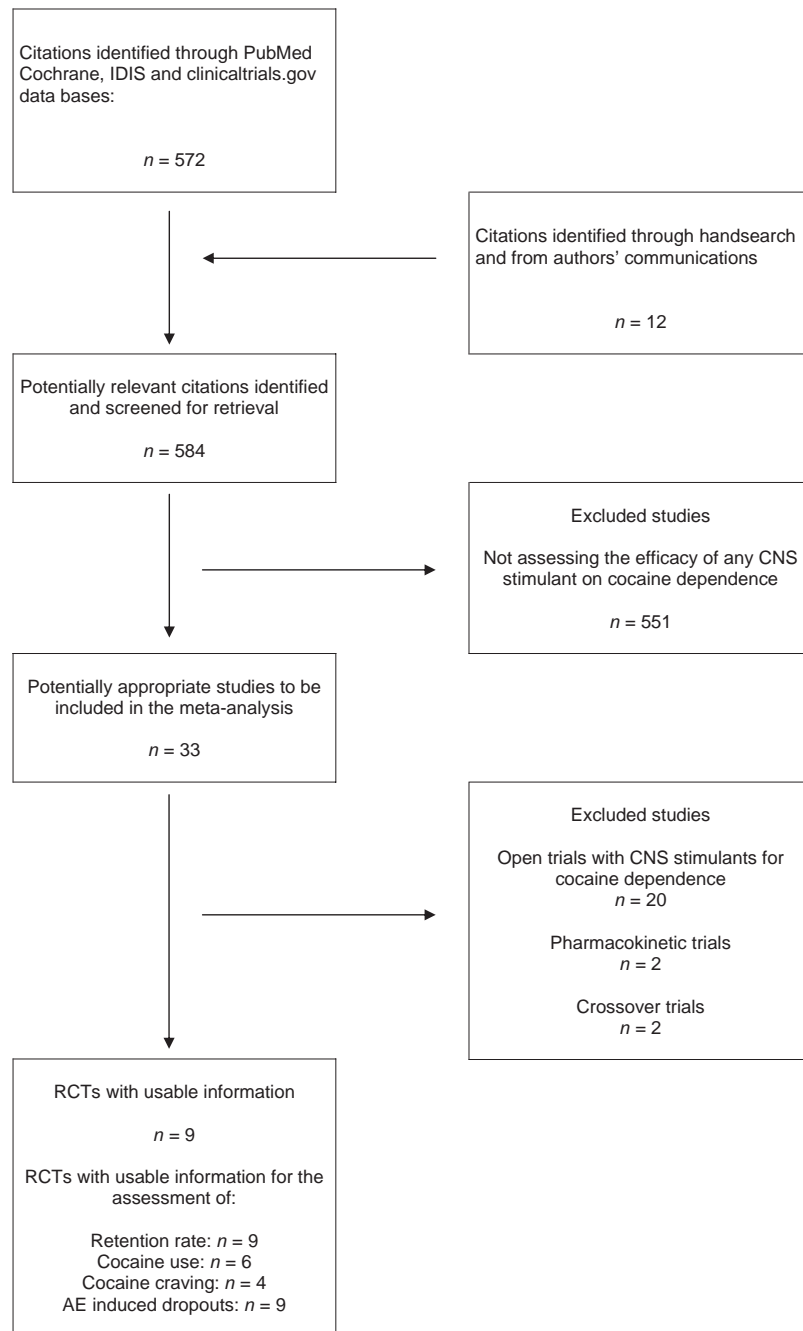 Citations identified through PubMed
Cochrane, IDIS and clinicaltrials.gov
data bases:
n = 572
Citations identified through handsearch
and from authors’ communications
n = 12
Potentially relevant citations identified
and screened for retrieval
n = 584
Excluded studies
Not assessing the efficacy of any CNS
stimulant on cocaine dependence
n = 551
Potentially appropriate studies to be
included in the meta-analysis
n = 33
Excluded studies
Open trials with CNS stimulants for
cocaine dependence
n = 20
Pharmacokinetic trials
n = 2
Crossover trials
n = 2
RCTs with usable information
n = 9
RCTs with usable information for the
assessment of:
Retention rate: n = 9
Cocaine use: n = 6
Cocaine craving: n = 4
AE induced dropouts: n = 9